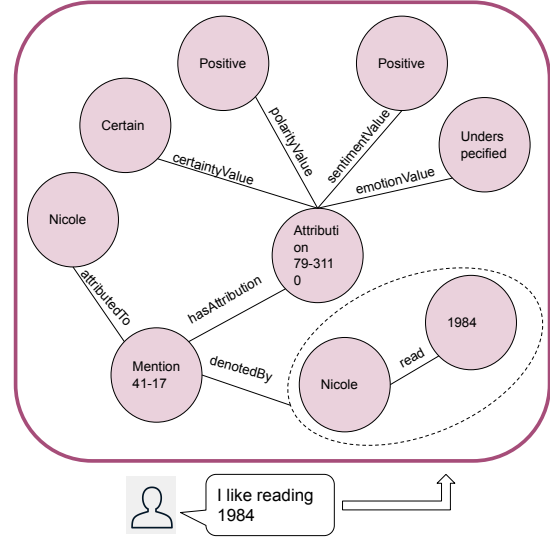 Positive
Positive
Certain
Unders
pecified
polarityValue
sentimentValue
certaintyValue
emotionValue
Nicole
Attributi
on
79-311
0
attributedTo
hasAttribution
1984
read
Mention
41-17
denotedBy
Nicole
I like reading
1984